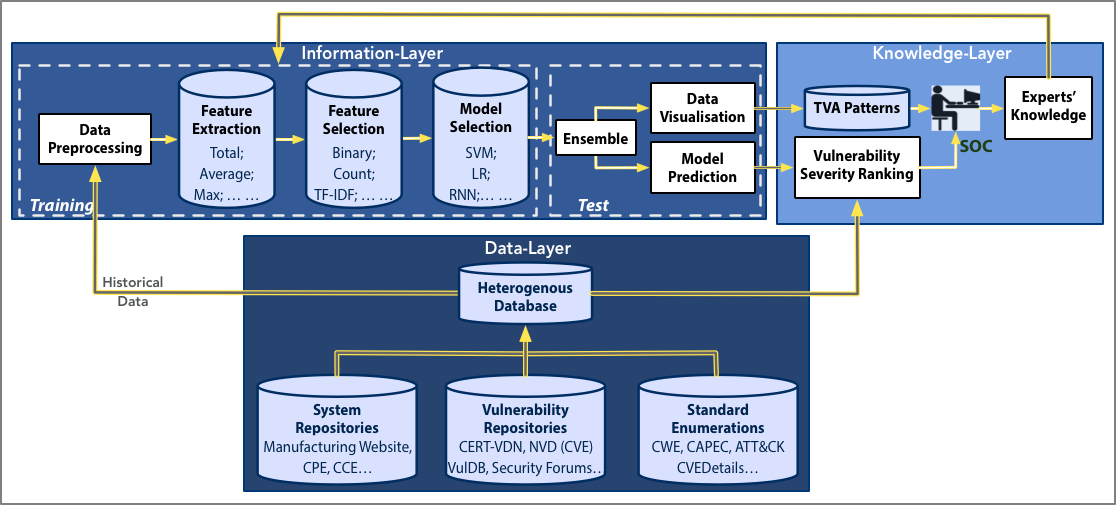 Information-Layer
Knowledge-Layer
Data
Preprocessing
Feature
Extraction
Total;
Average;
Max; … …
Feature
Selection
Binary;
Count;
TF-IDF; … …
Model
Selection
SVM;
LR;
RNN;… …
Training
Ensemble
Data
Visualisation
Model
Prediction
Test
TVA Patterns
SOC
Vulnerability
Severity Ranking
Experts’
Knowledge
Data-Layer
Historical
Data
Heterogenous
Database
System
Repositories
Manufacturing Website,
CPE, CCE…
Vulnerability
Repositories
CERT-VDN, NVD (CVE)
VulDB, Security Forums..
Standard
Enumerations
CWE, CAPEC, ATT&CK
CVEDetails…